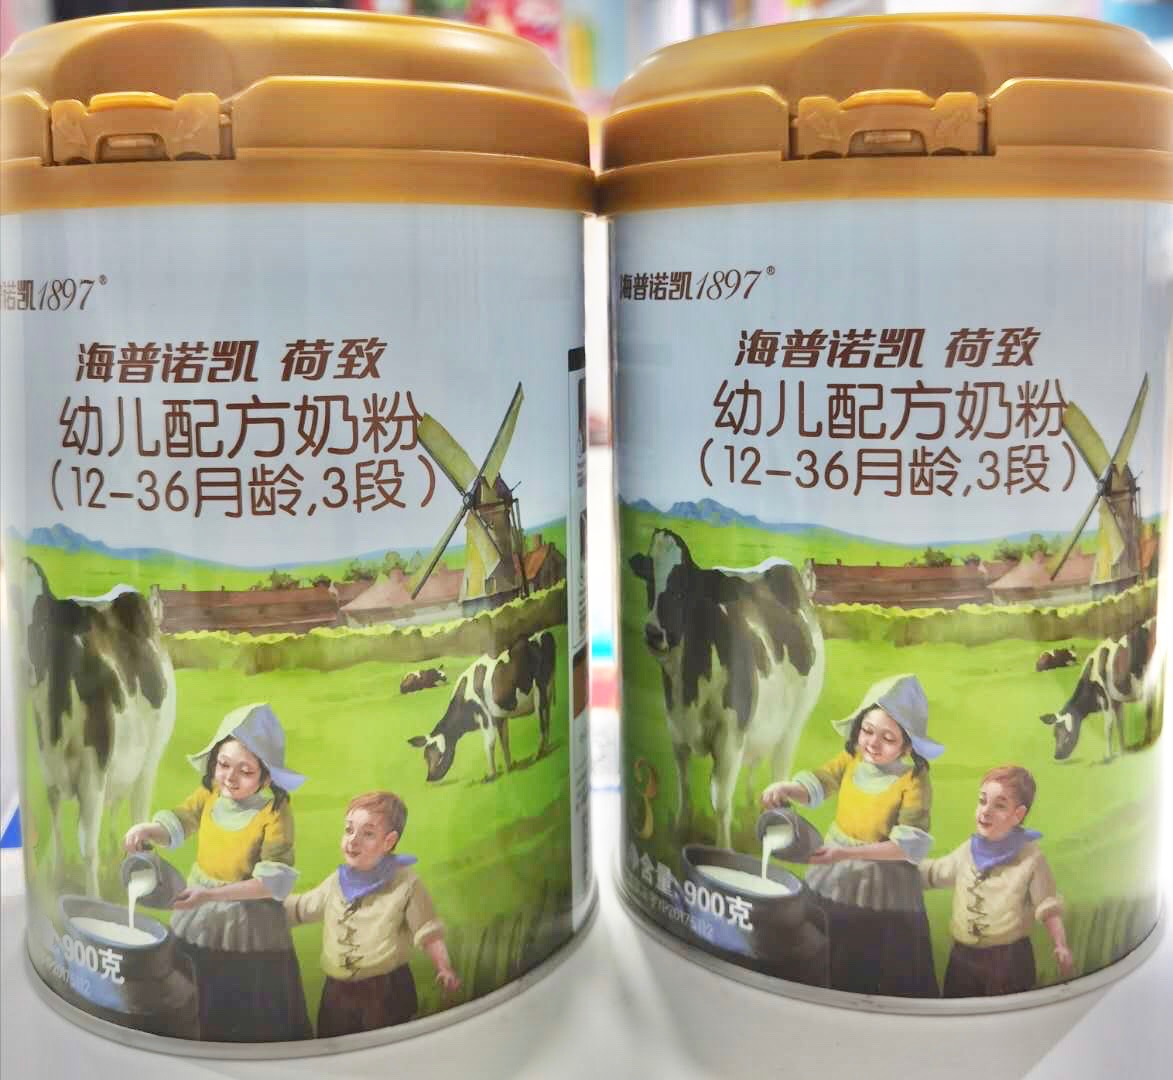 诺凯1897®
海普诺凯 荷致
幼儿配方奶粉
(12-36月龄,3段)
900克
海普诺凯1897®
海普诺凯 荷致
幼儿配方奶粉
(12-36月龄,3段)
3
含量:900克